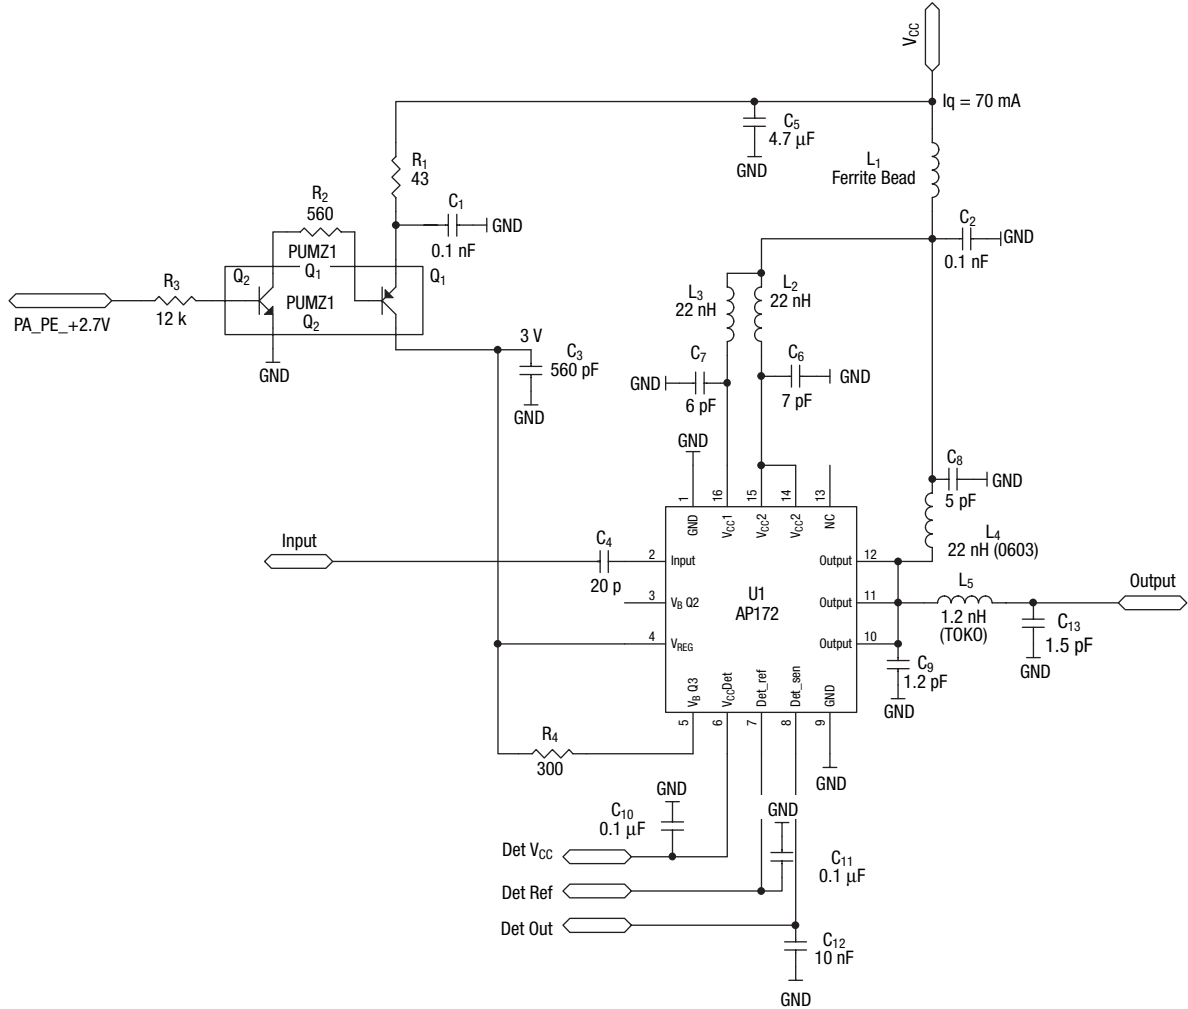 V_CC
Iq = 70 mA
C5
4.7 µF
GND
L1
Ferrite Bead
R1
43
C1
0.1 nF
GND
C2
0.1 nF
GND
R2
560
PUMZ1
Q1
Q2
Q1
PUMZ1
Q2
R3
12 k
PA_PE_+2.7V
GND
3 V
C3
560 pF
GND
L3
22 nH
L2
22 nH
C7
6 pF
GND
C6
7 pF
GND
GND
C8
5 pF
GND
L4
22 nH (0603)
1
16
15
14
13
GND
VCC1
VCC2
VCC2
NC
Input
C4
20 p
2
Input
3
VB Q2
4
VREG
U1
AP172
Output
12
Output
11
Output
10
L5
1.2 nH
(TOKO)
Output
C13
1.5 pF
GND
C9
1.2 pF
GND
VB Q3
VCCDet
Det_ref
Det_sen
GND
5
6
7
8
9
R4
300
GND
GND
C10
0.1 µF
GND
C11
0.1 µF
Det VCC
Det Ref
Det Out
C12
10 nF
GND